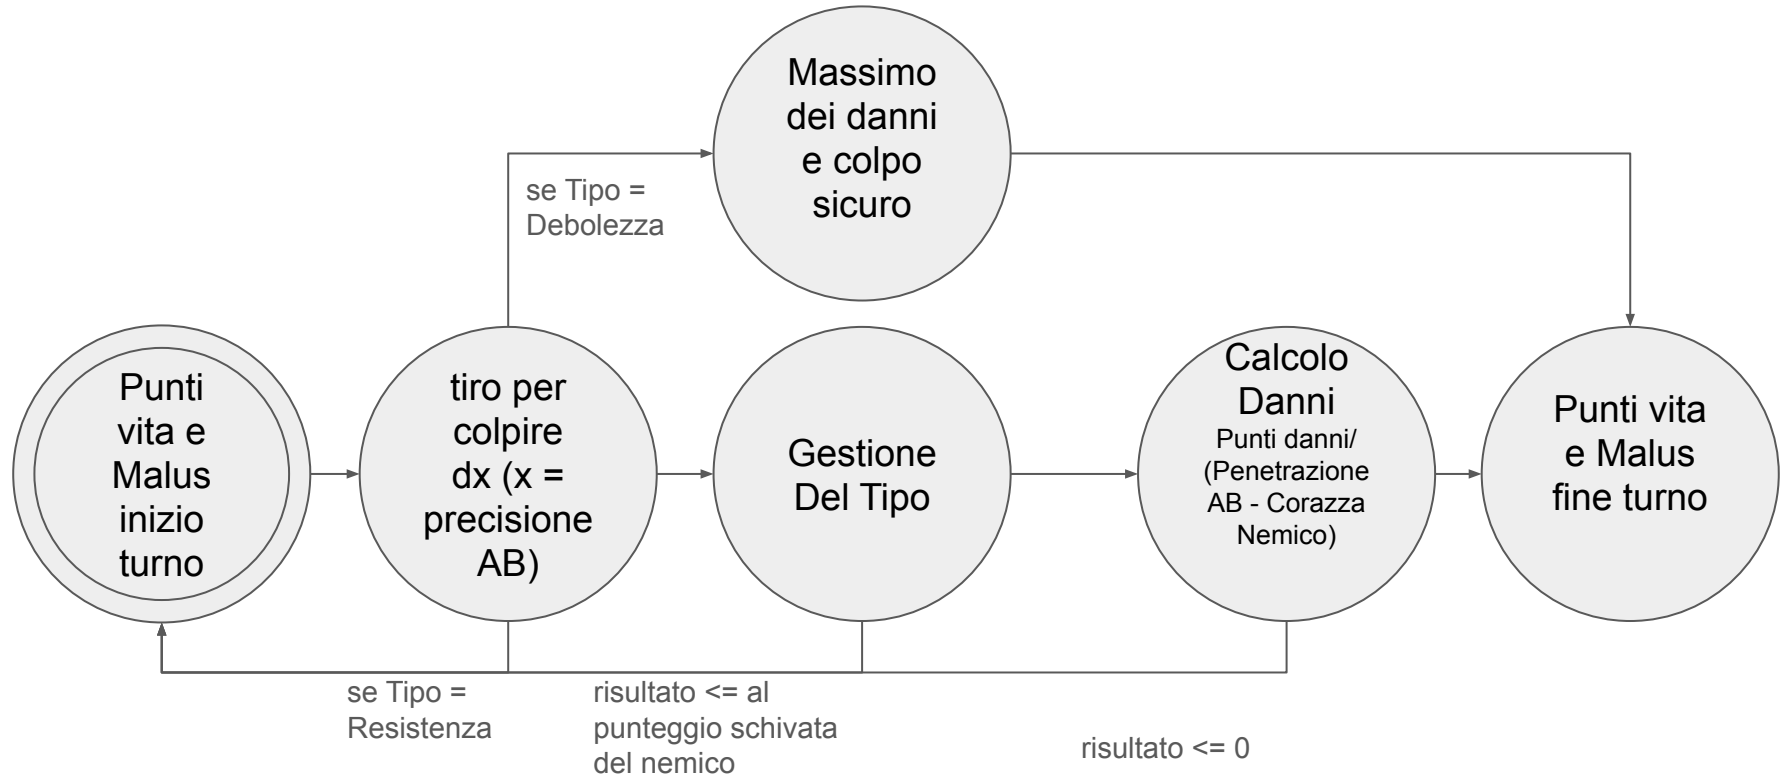 Massimo
dei danni
e colpo
sicuro
se Tipo =
Debolezza
Punti
vita e
Malus
inizio
turno
tiro per
colpire
dx (x =
precisione
AB)
Gestione
Del Tipo
Calcolo
Danni
Punti danni/
(Penetrazione
AB - Corazza
Nemico)
Punti vita
e Malus
fine turno
se Tipo =
Resistenza
risultato <= al
punteggio schivata
del nemico
risultato <= 0